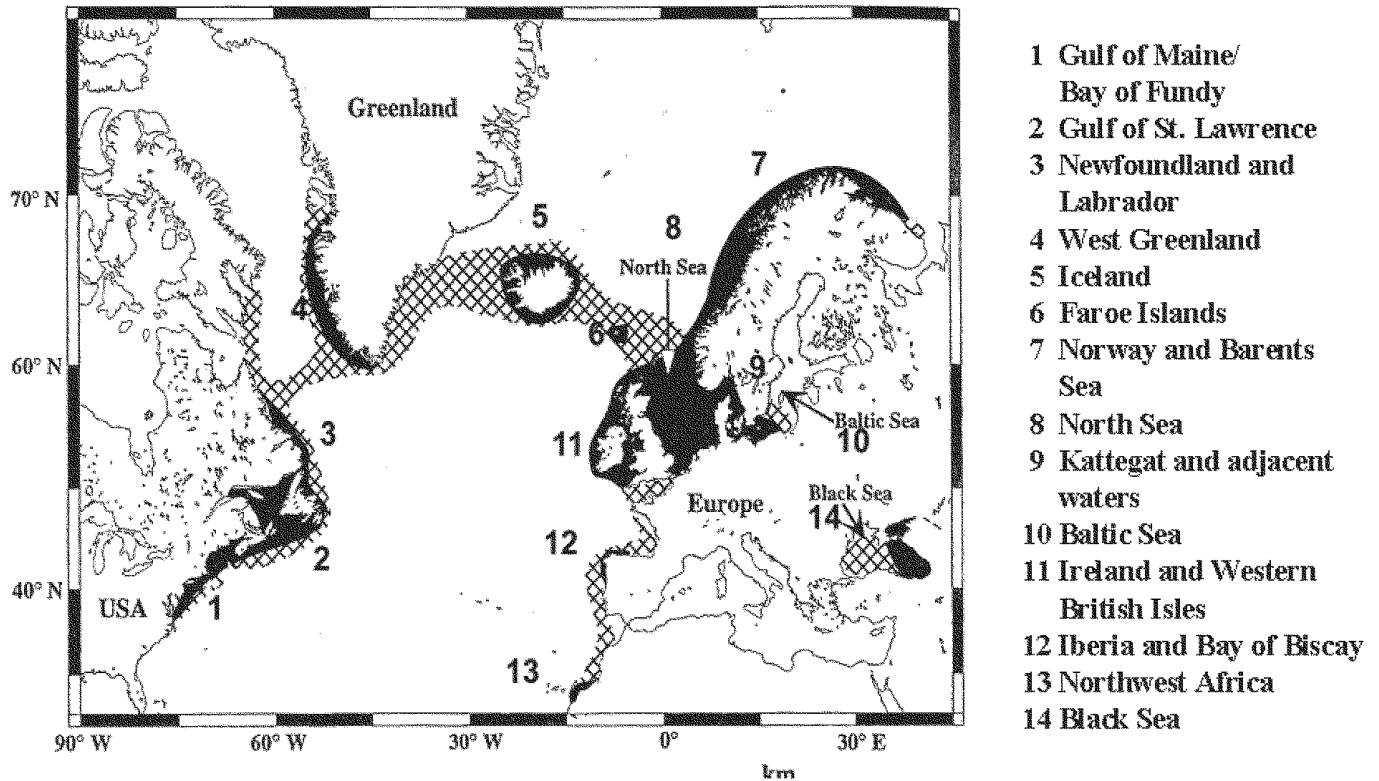 Greenland
7
70° N
5
8
North Sea
4
6
60° N
9
3
11
Baltic Sea
10
Europe
Black Sea
14
12
2
40° N
USA
1
13
90° W
60° W
30° W
0°
30° E
km
1 Gulf of Maine/
Bay of Fundy
2 Gulf of St. Lawrence
3 Newfoundland and
Labrador
4 West Greenland
5 Iceland
6 Faroe Islands
7 Norway and Barents
Sea
8 North Sea
9 Kattegat and adjacent
waters
10 Baltic Sea
11 Ireland and Western
British Isles
12 Iberia and Bay of Biscay
13 Northwest Africa
14 Black Sea